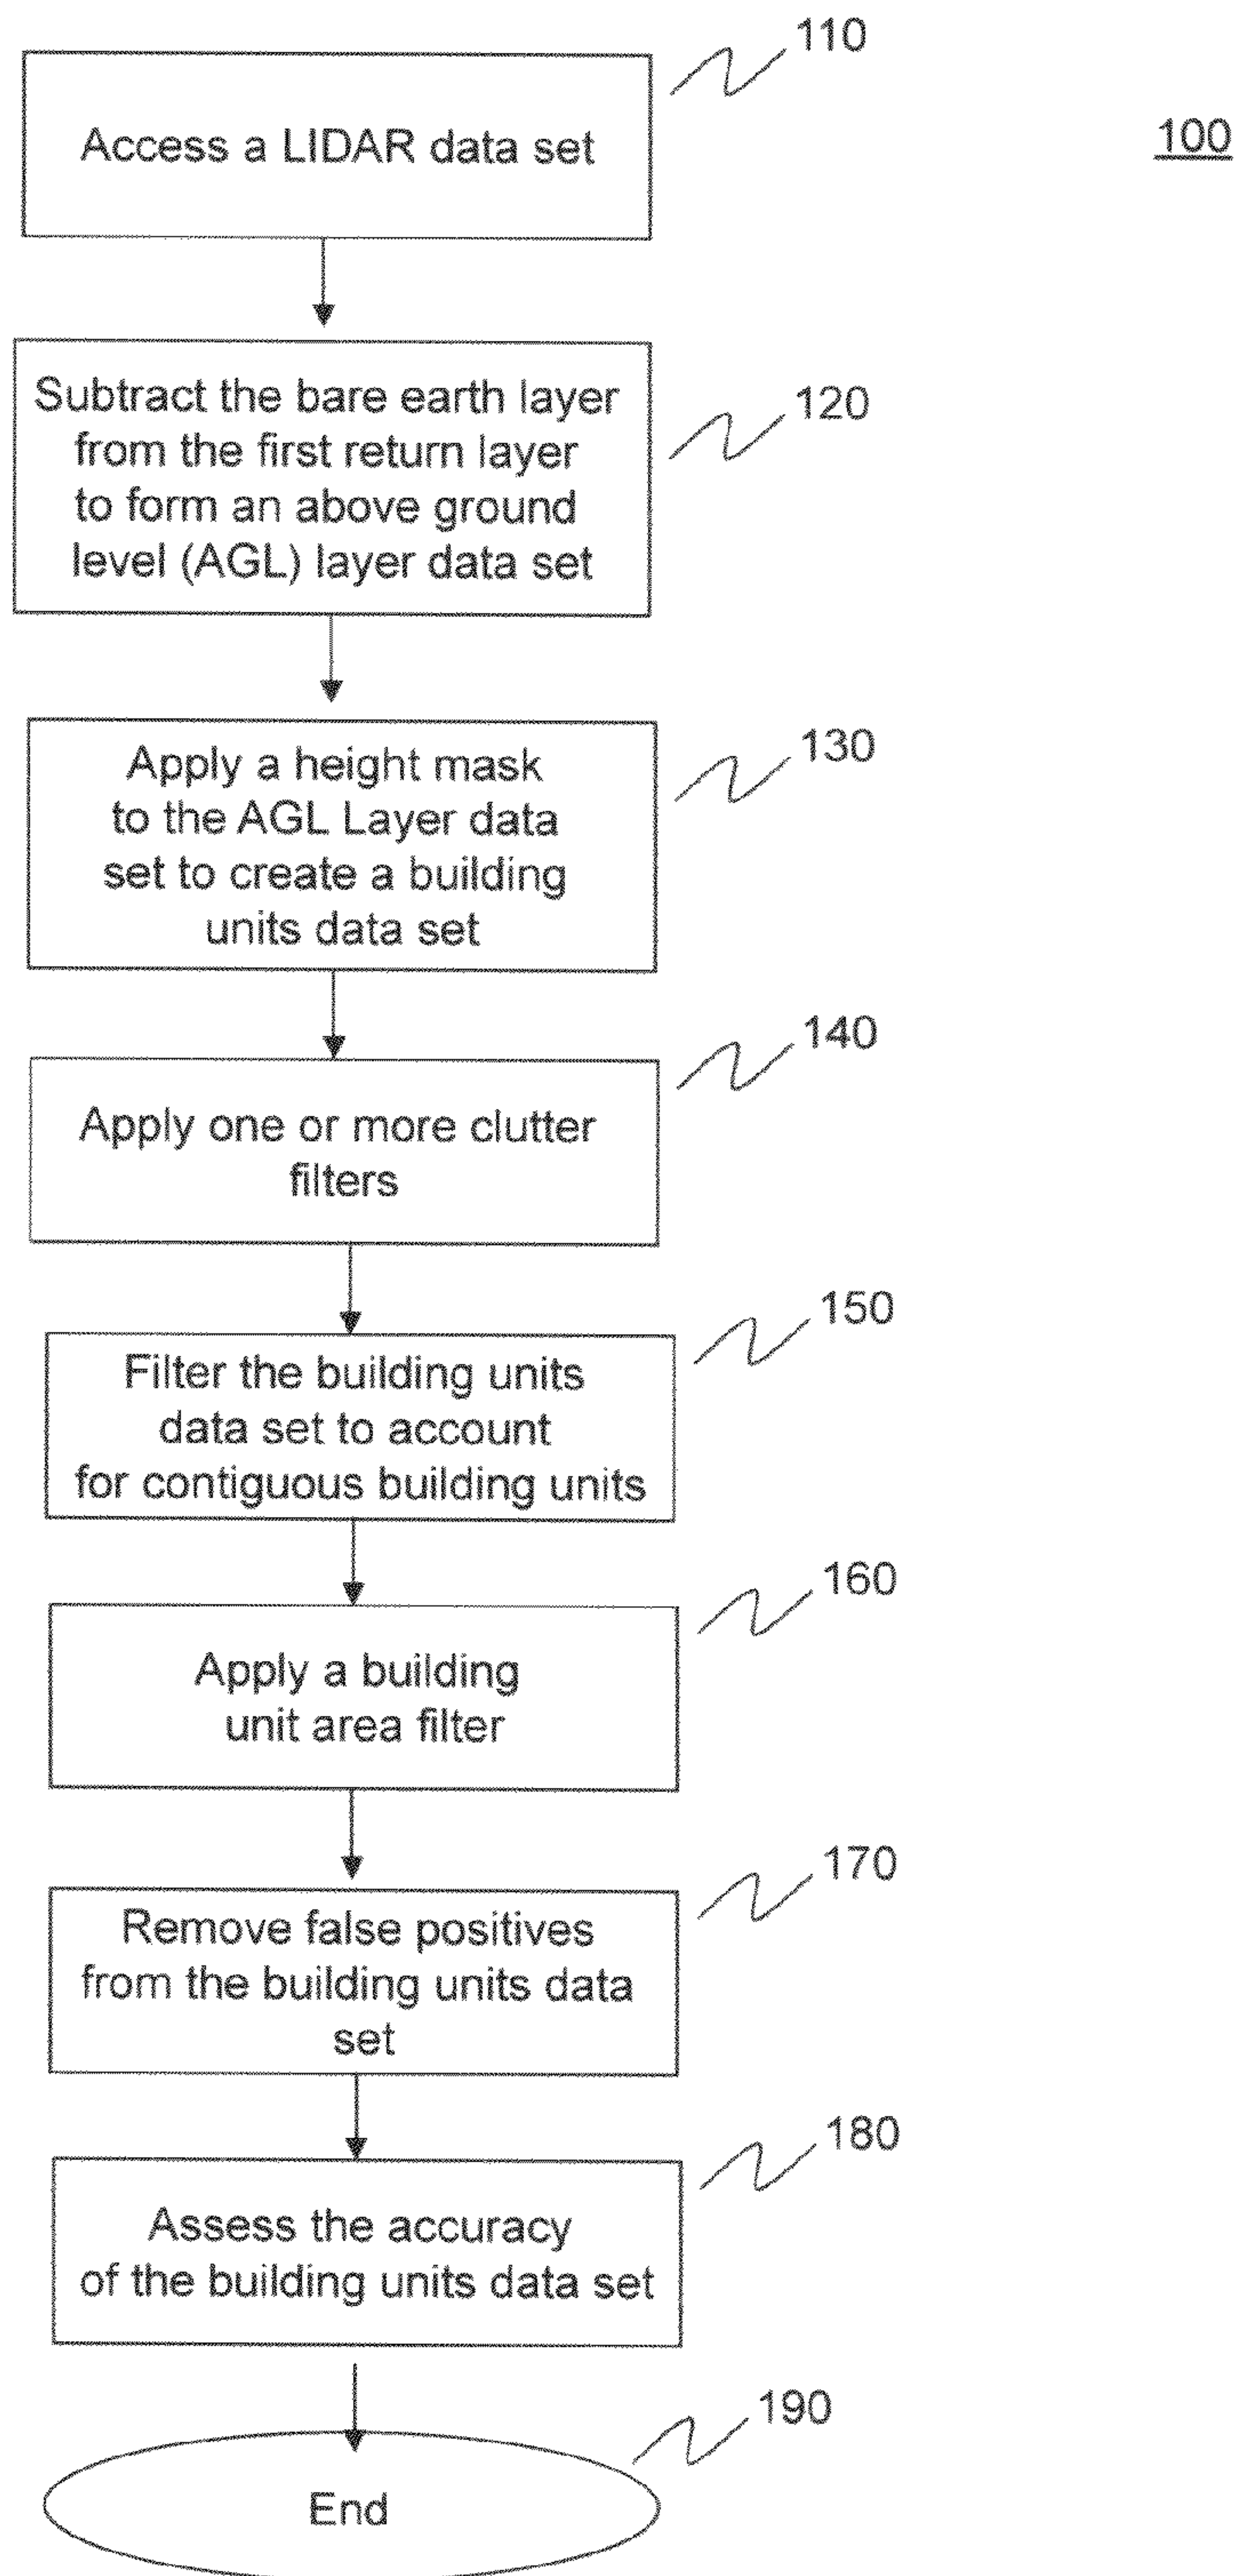 110
100
Access a LIDAR data set
120
Subtract the bare earth layer
from the first return layer
to form an above ground
level (AGL) layer data set
130
Apply a height mask
to the AGL Layer data
set to create a building
units data set
140
Apply one or more clutter
filters
150
Filter the building units
data set to account
for contiguous building units
160
Apply a building
unit area filter
170
Remove false positives
from the building units data
set
180
Assess the accuracy
of the building units data set
190
End